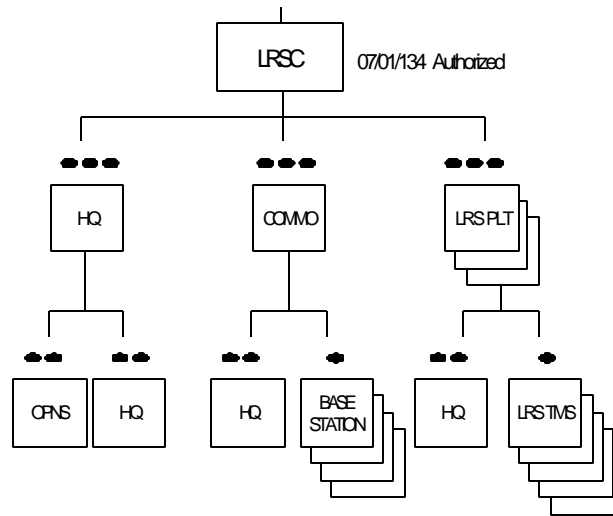 LRSC
07/01/134 Authorized
HQ
COMMO
LRS PLT
OPNS
HQ
HQ
BASE
STATION
HQ
LRS TMS